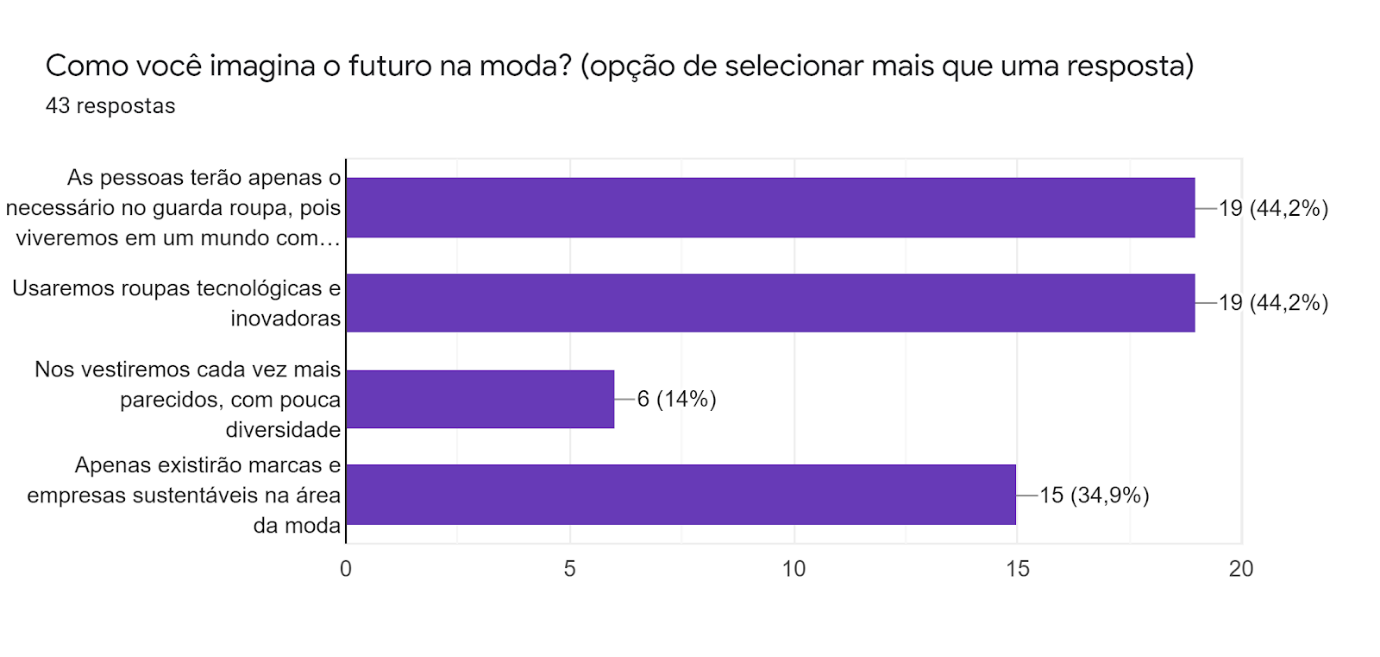 Como você imagina o futuro na moda? (opção de selecionar mais que uma resposta)
43 respostas
As pessoas terão apenas o
necessário no guarda roupa, pois
viveremos em um mundo com…
19 (44,2%)
Usaremos roupas tecnológicas e
inovadoras
19 (44,2%)
Nos vestiremos cada vez mais
parecidos, com pouca
diversidade
6 (14%)
Apenas existirão marcas e
empresas sustentáveis na área
da moda
15 (34,9%)
0 5 10 15 20